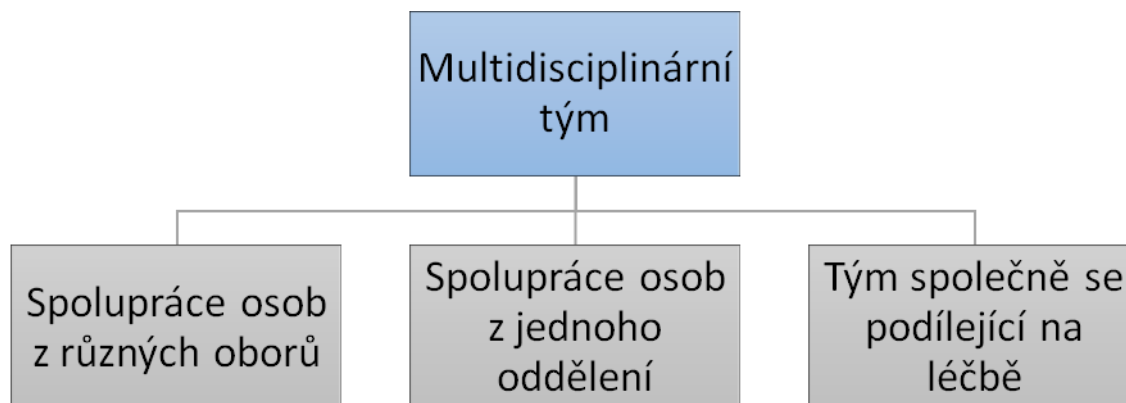 Multidisciplinární
tým
Spolupráce osob
z různých oborů
Spolupráce osob
z jednoho
oddělení
Tým společně se
podílející na
léčbě